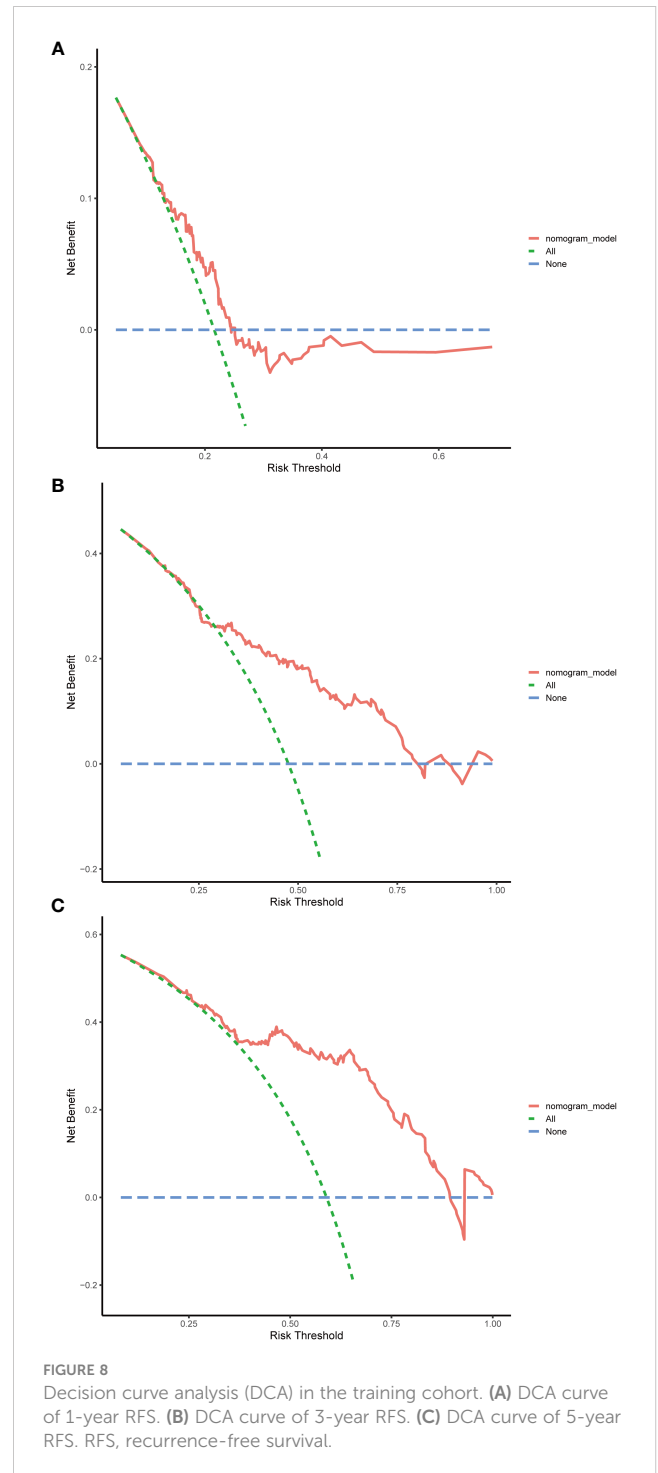 A
0.2
0.1
0.0
Net Benefit
0.2
0.4
0.6
Risk Threshold
nomogram_model
All
None
B
0.4
0.2
0.0
−0.2
Net Benefit
0.25
0.50
0.75
1.00
Risk Threshold
nomogram_model
All
None
C
0.6
0.4
0.2
0.0
−0.2
Net Benefit
0.25
0.50
0.75
1.00
Risk Threshold
nomogram_model
All
None
FIGURE 8
Decision curve analysis (DCA) in the training cohort. (A) DCA curve
of 1-year RFS. (B) DCA curve of 3-year RFS. (C) DCA curve of 5-year
RFS. RFS, recurrence-free survival.